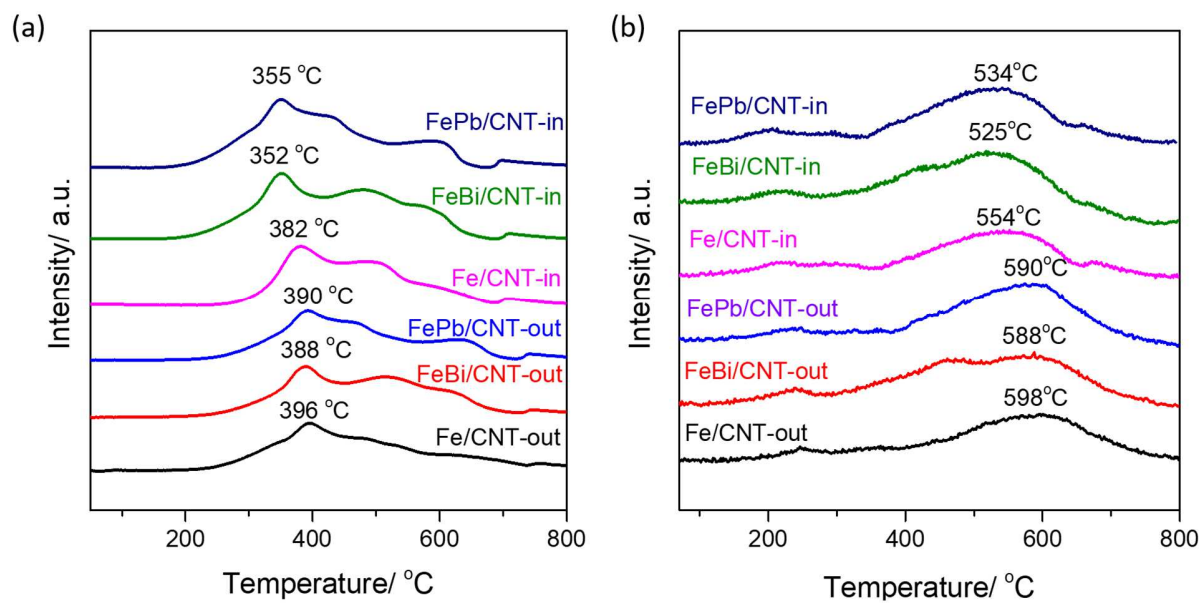 (a)
355 °C
FePb/CNT-in
352 °C
FeBi/CNT-in
382 °C
Fe/CNT-in
390 °C
FePb/CNT-out
388 °C
FeBi/CNT-out
396 °C
Fe/CNT-out
Intensity/ a.u.
200 400 600 800
Temperature/ °C
(b)
534°C
FePb/CNT-in
525°C
FeBi/CNT-in
554°C
Fe/CNT-in
590°C
FePb/CNT-out
588°C
FeBi/CNT-out
598°C
Fe/CNT-out
Intensity/ a.u.
200 400 600 800
Temperature/ °C